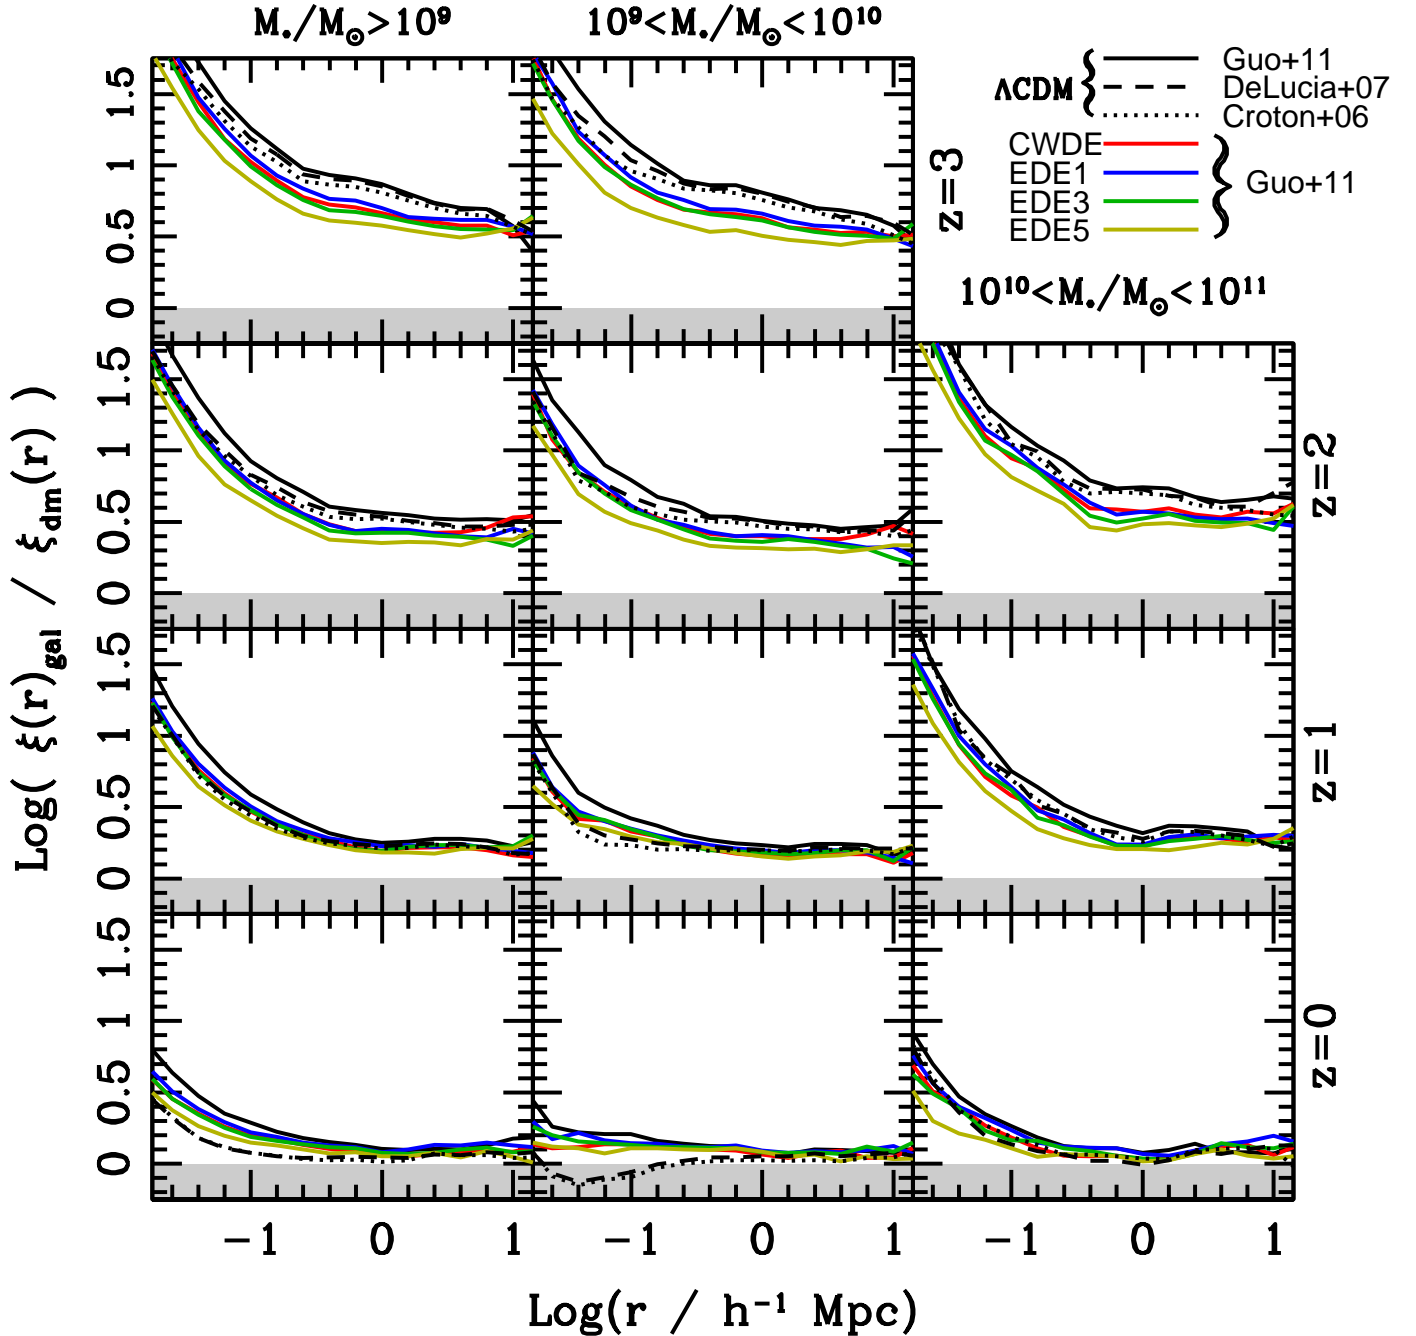 M⋆/M⊙>10⁹
10⁹<M⋆/M⊙<10¹⁰
ΛCDM
Guo+11
DeLucia+07
Croton+06
CWDE
EDE1
EDE3
EDE5
Guo+11
z=3
10¹⁰<M⋆/M⊙<10¹¹
z=2
z=1
z=0
Log( ξ(r)gal / ξdm(r) )
1.5
1
0.5
0
1.5
1
0.5
0
1.5
1
0.5
0
1.5
1
0.5
0
−1 0 1 −1 0 1 −1 0 1
Log(r / h⁻¹ Mpc)